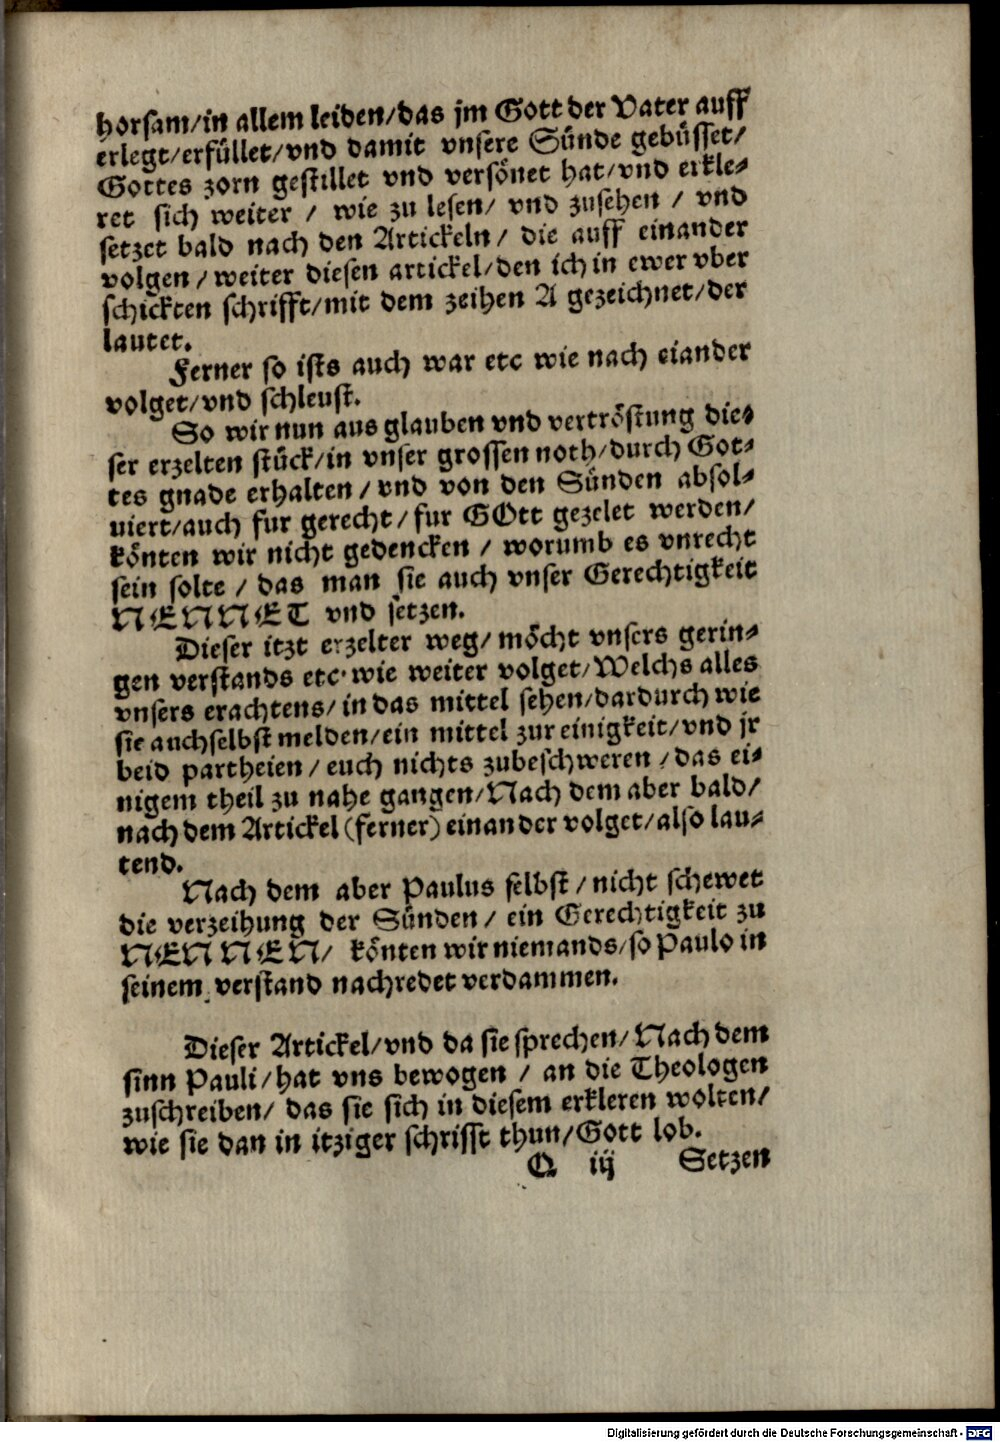 horsam/in allem leiden/das jm Gott der Vater auff
erlegt/erfüllet/vnd damit vnsere Sünde gebüsset/
Gottes zorn gestillet vnd versönet hat/vnd erkle-
ret sich weiter / wie zu lesen/ vnd zusehen / vnd
setzet bald nach den Artickeln/ die auff einander
volgen / weiter diesen artickel/den ich in ewer vber
schickten schrifft/mit dem zeihen A gezeichnet/der
lautet.
Ferner so ists auch war etc wie nach eiander
volget/vnd schleust.
So wir nun aus glauben vnd vertröstung die-
ser erzelten stück/in vnser grossen noth/durch Got-
tes gnade erhalten / vnd von den Sünden absol-
uiert/auch fur gerecht / fur GOtt gezelet werden/
könten wir nicht gedencken / worumb es vnrecht
sein solte / das man sie auch vnser Gerechtigkeit
NENNET vnd setzen.
Dieser itzt erzelter weg/ möcht vnsers gerin-
gen verstands etc. wie weiter volget/Welchs alles
vnsers erachtens/ in das mittel sehen/dardurch wie
sie auchselbst melden/ein mittel zur einigkeit/vnd jr
beid partheien / euch nichts zubeschweren / das ei-
nigem theil zu nahe gangen/Nach dem aber bald/
nach dem Artickel (ferner) einander volget/also lau-
tend.
Nach dem aber Paulus selbst / nicht schewet
die verzeihung der Sünden/ ein Gerechtigkeit zu
NENNEN/ könten wir niemands/so Paulo in
seinem verstand nachredet verdammen.
Dieser Artickel/vnd da sie sprechen/Nach dem
sinn Pauli/hat vns bewogen / an die Theologen
zuschreiben/ das sie sich in diesem erkleren wolten/
wie sie dan in itziger schrifft thun/Gott lob.
Q iij Setzen
Digitalisierung gefördert durch die Deutsche Forschungsgemeinschaft - DFG